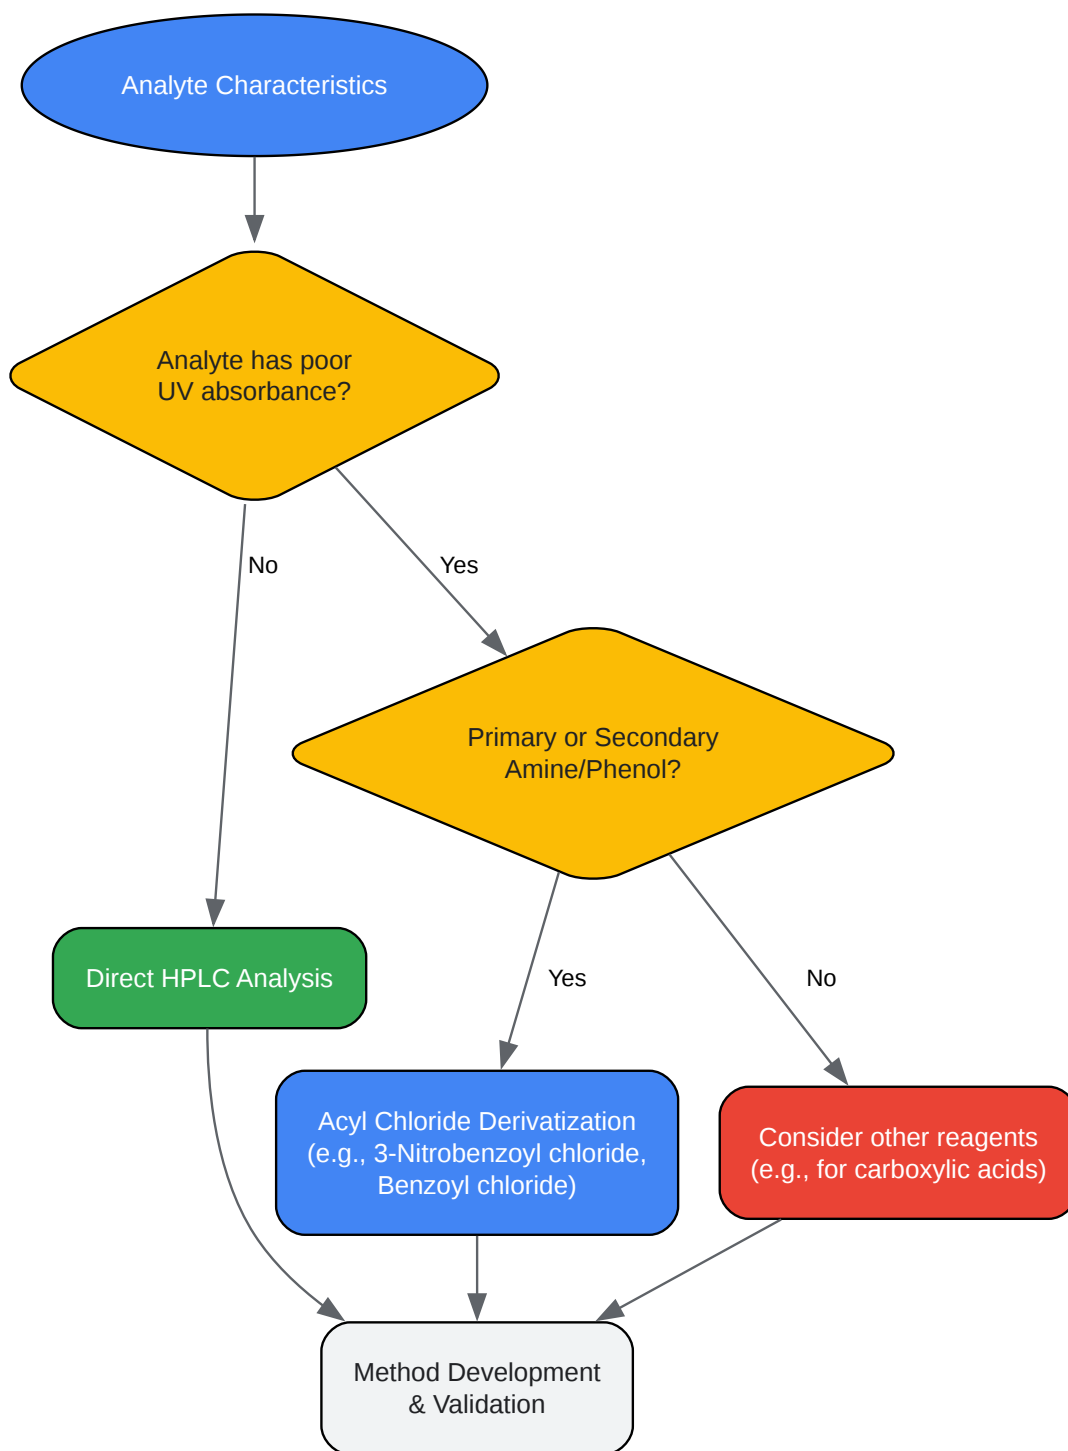 Analyte Characteristics
Analyte has poor
UV absorbance?
No
Yes
Primary or Secondary
Amine/Phenol?
Direct HPLC Analysis
Yes
No
Acyl Chloride Derivatization
(e.g., 3-Nitrobenzoyl chloride,
Benzoyl chloride)
Consider other reagents
(e.g., for carboxylic acids)
Method Development
& Validation